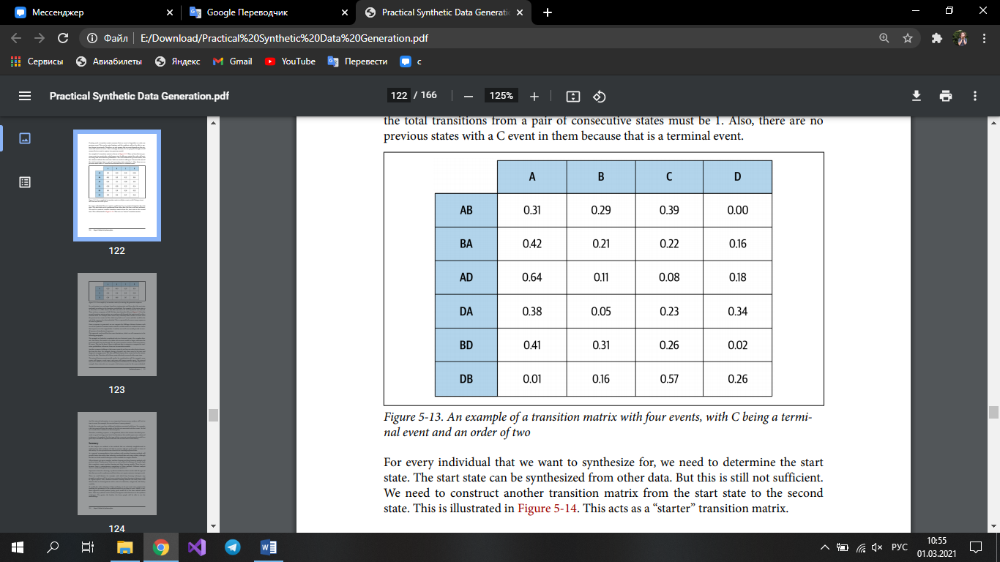 Мессенджер
Google Переводчик
Practical Synthetic Data Generati
Файл
E:/Download/Practical%20Synthetic%20Data%20Generation.pdf
Сервисы
Авиабилеты
Яндекс
Gmail
YouTube
Перевести
с
Practical Synthetic Data Generation.pdf
122 / 166
125%
122
123
124
the total transitions from a pair of consecutive states must be 1. Also, there are no
previous states with a C event in them because that is a terminal event.
A B C D
AB 0.31 0.29 0.39 0.00
BA 0.42 0.21 0.22 0.16
AD 0.64 0.11 0.08 0.18
DA 0.38 0.05 0.23 0.34
BD 0.41 0.31 0.26 0.02
DB 0.01 0.16 0.57 0.26
Figure 5-13. An example of a transition matrix with four events, with C being a termi-
nal event and an order of two
For every individual that we want to synthesize for, we need to determine the start
state. The start state can be synthesized from other data. But this is still not sufficient.
We need to construct another transition matrix from the start state to the second
state. This is illustrated in Figure 5-14. This acts as a “starter” transition matrix.
РУС
10:55
01.03.2021